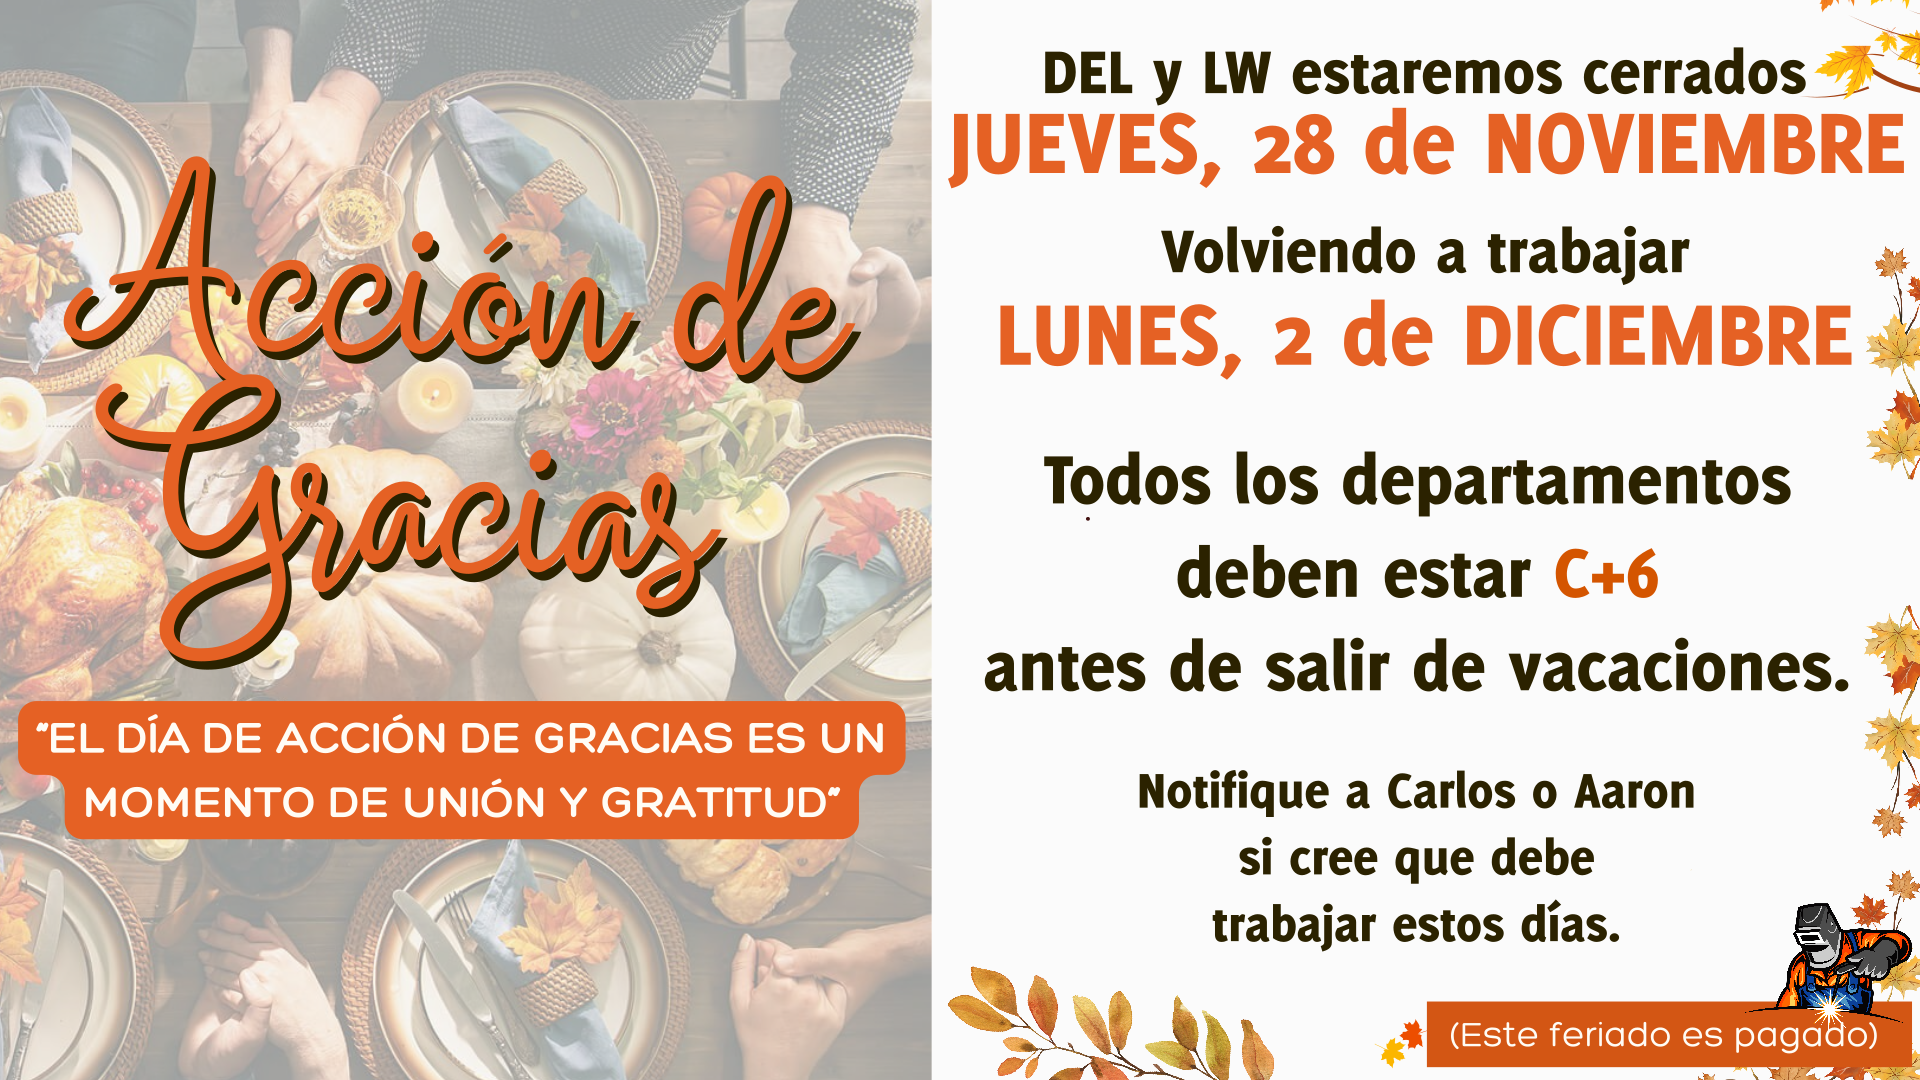 Acción de
Gracias
"EL DÍA DE ACCIÓN DE GRACIAS ES UN
MOMENTO DE UNIÓN Y GRATITUD"
DEL y LW estaremos cerrados
JUEVES, 28 de NOVIEMBRE
Volviendo a trabajar
LUNES, 2 de DICIEMBRE
Todos los departamentos
deben estar C+6
antes de salir de vacaciones.
Notifique a Carlos o Aaron
si cree que debe
trabajar estos días.
(Este feriado es pagado)